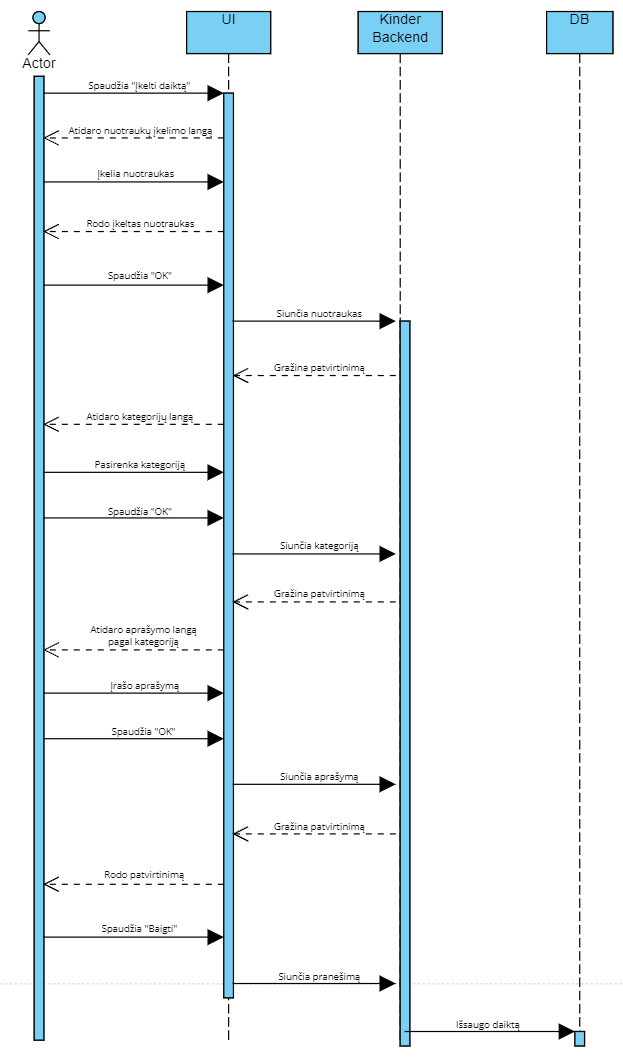 UI
Kinder
Backend
DB
Actor
Spaudžia "Įkelti daiktą"
Atidaro nuotraukų įkelimo langą
Įkelia nuotraukas
Rodo įkeltas nuotraukas
Spaudžia "OK"
Siunčia nuotraukas
Gražina patvirtinimą
Atidaro kategorijų langą
Pasirenka kategoriją
Spaudžia "OK"
Siunčia kategoriją
Gražina patvirtinimą
Atidaro aprašymo langą
pagal kategoriją
Įrašo aprašymą
Spaudžia "OK"
Siunčia aprašymą
Gražina patvirtinimą
Rodo patvirtinimą
Spaudžia "Baigti"
Siunčia pranešimą
Išsaugo daiktą